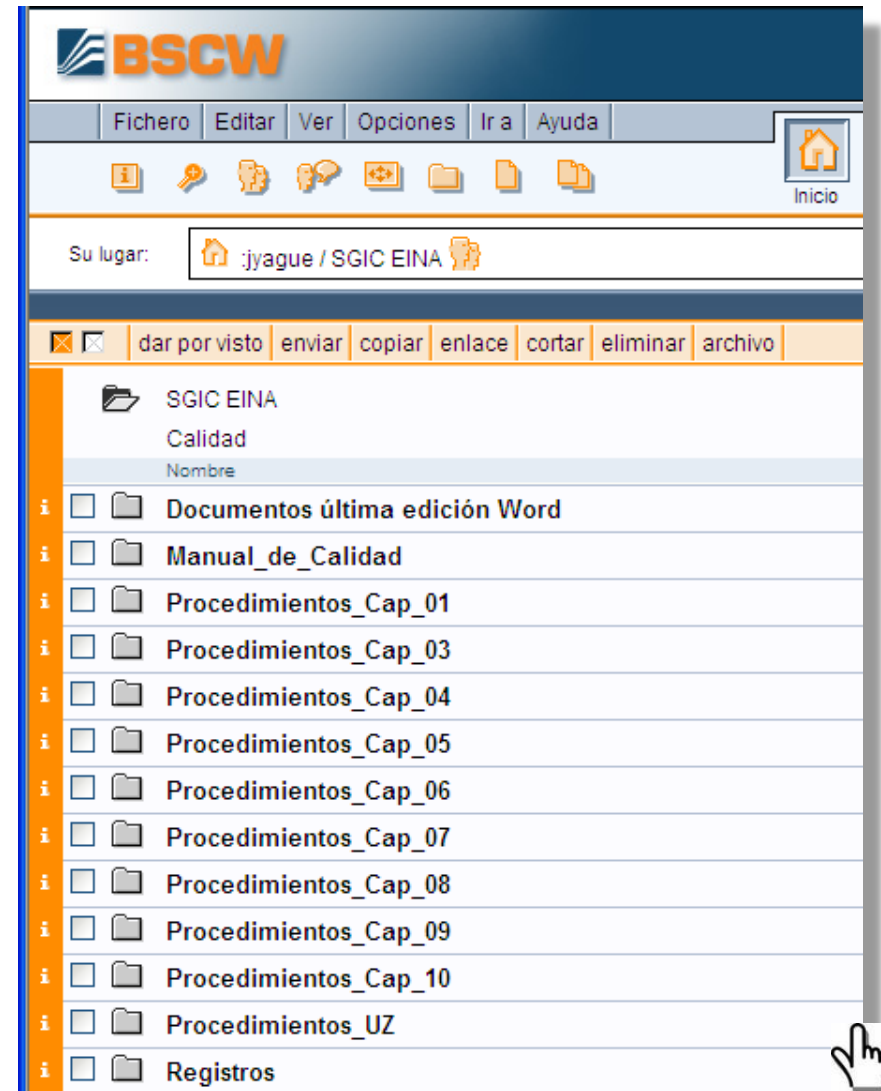 BSCW
Fichero Editar Ver Opciones Ir a Ayuda
Inicio
Su lugar: :jyague / SGIC EINA
dar por visto enviar copiar enlace cortar eliminar archivo
SGIC EINA
Calidad
Nombre
i Documentos última edición Word
i Manual_de_Calidad
i Procedimientos_Cap_01
i Procedimientos_Cap_03
i Procedimientos_Cap_04
i Procedimientos_Cap_05
i Procedimientos_Cap_06
i Procedimientos_Cap_07
i Procedimientos_Cap_08
i Procedimientos_Cap_09
i Procedimientos_Cap_10
i Procedimientos_UZ
i Registros